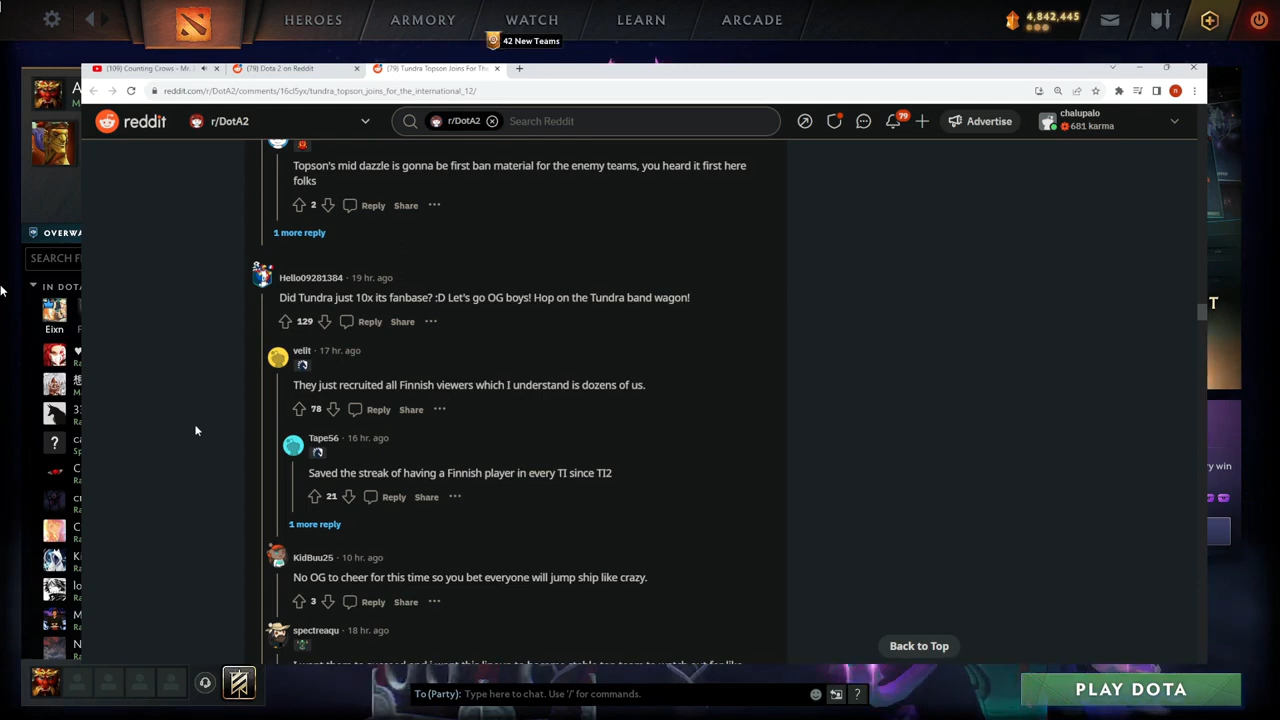 HEROES
ARMORY
WATCH
LEARN
ARCADE
4,842,445
42 New Teams
(109) Counting Crows - Mr.
(79) Dota 2 on Reddit
(79) Tundra Topson Joins For The
reddit.com/r/DotA2/comments/16cl5yx/tundra_topson_joins_for_the_international_12/
reddit
r/DotA2
r/DotA2
Search Reddit
79
Advertise
chalupalo
681 karma
Topson's mid dazzle is gonna be first ban material for the enemy teams, you heard it first here
folks
2
Reply
Share
1 more reply
OVERWA
SEARCH F
IN DOTA
Eixn
Hello09281384 · 19 hr. ago
Did Tundra just 10x its fanbase? :D Let's go OG boys! Hop on the Tundra band wagon!
129
Reply
Share
velit · 17 hr. ago
They just recruited all Finnish viewers which I understand is dozens of us.
78
Reply
Share
Tape56 · 16 hr. ago
Saved the streak of having a Finnish player in every TI since TI2
21
Reply
Share
1 more reply
KidBuu25 · 10 hr. ago
No OG to cheer for this time so you bet everyone will jump ship like crazy.
3
Reply
Share
spectreaqu · 18 hr. ago
Back to Top
ry win
To (Party): Type here to chat. Use '/' for commands.
?
PLAY DOTA